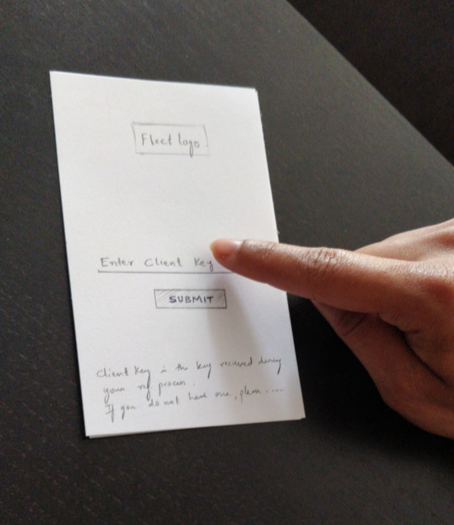 Fleet logo
Enter Client Key
SUBMIT
Client Key is the key received during
your reg process.
If you do not have one, please ....